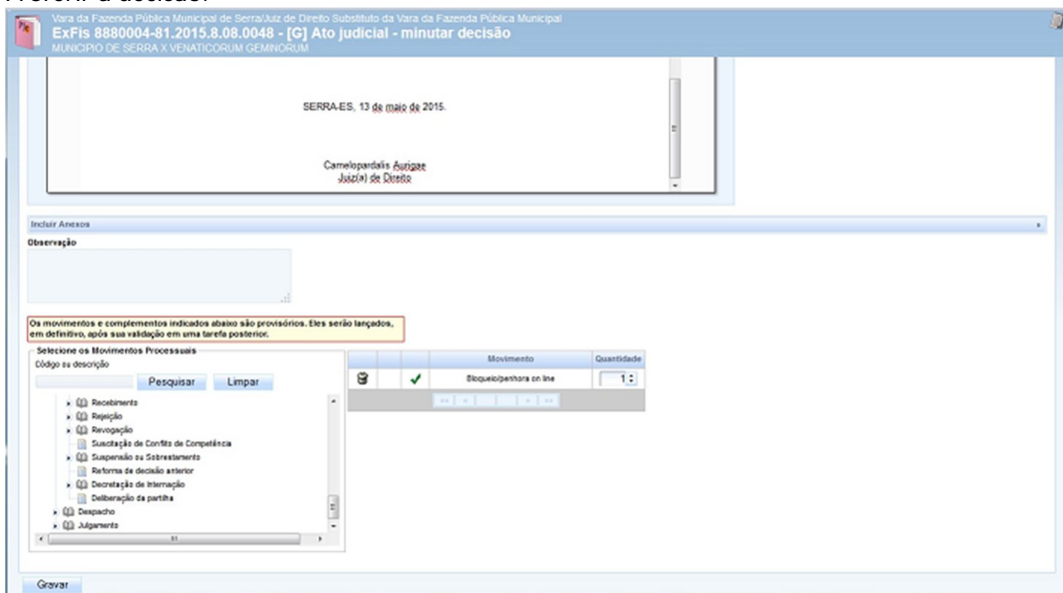 Vara da Fazenda Pública Municipal de Serra/Juiz de Direito Substituto da Vara da Fazenda Pública Municipal
ExFis 8880004-81.2015.8.08.0048 - [G] Ato judicial - minutar decisão
MUNICIPIO DE SERRA X VENATICORUM GEMINORUM
SERRA-ES, 13 de maio de 2015.
Camelopardalis Aurigae
Juiz(a) de Direito
Incluir Anexos
Observação
Os movimentos e complementos indicados abaixo são provisórios. Eles serão lançados,
em definitivo, após sua validação em uma tarefa posterior.
Selecione os Movimentos Processuais
Código ou descrição
Pesquisar Limpar
Recebimento
Rejeição
Revogação
Suscitação de Conflito de Competência
Suspensão ou Sobrestamento
Reforma de decisão anterior
Decretação de Internação
Deliberação da partilha
Despacho
Julgamento
Movimento Quantidade
Bloqueio/penhora on line 1
Gravar